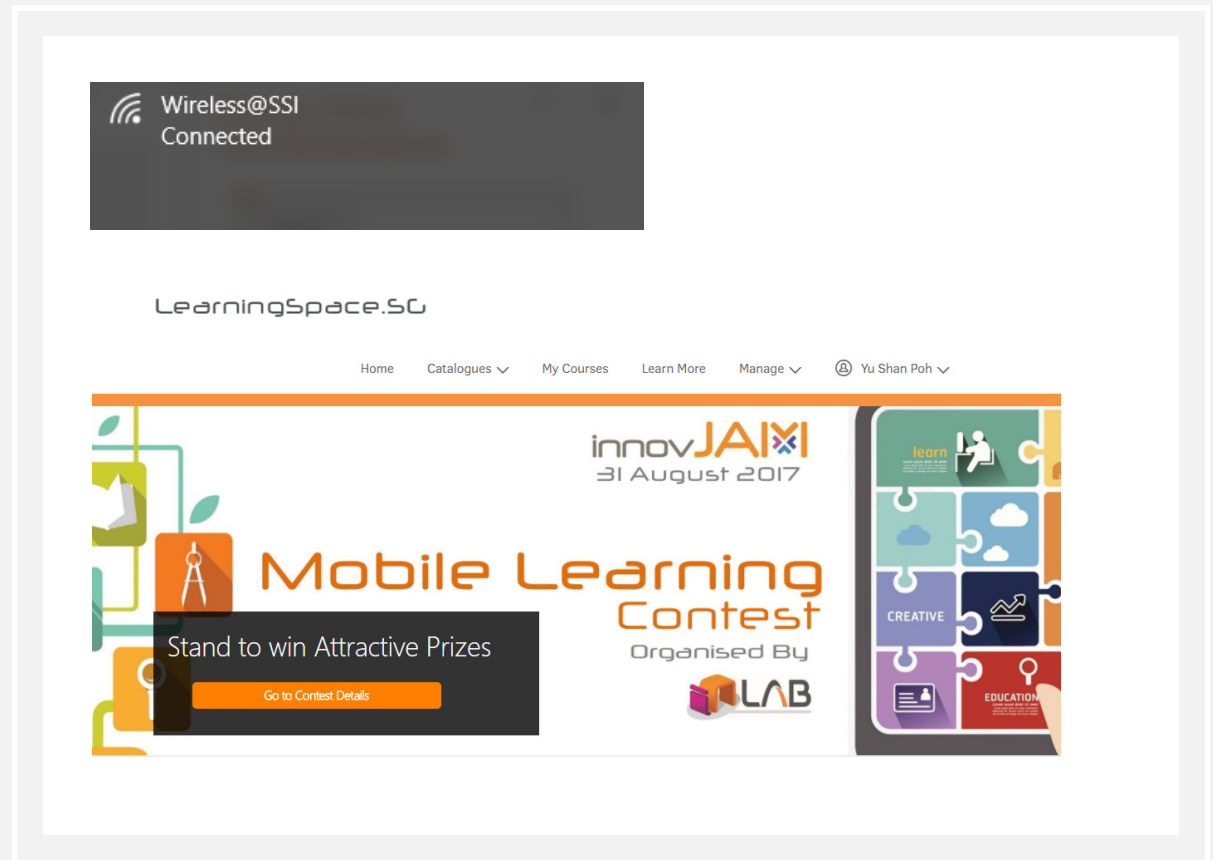 Wireless@SSI
Connected
LearningSpace.SG
Home Catalogues My Courses Learn More Manage Yu Shan Poh
innovJAM
31 August 2017
Mobile Learning
Contest
Organised By
LAB
Stand to win Attractive Prizes
Go to Contest Details
learn
CREATIVE
EDUCATION